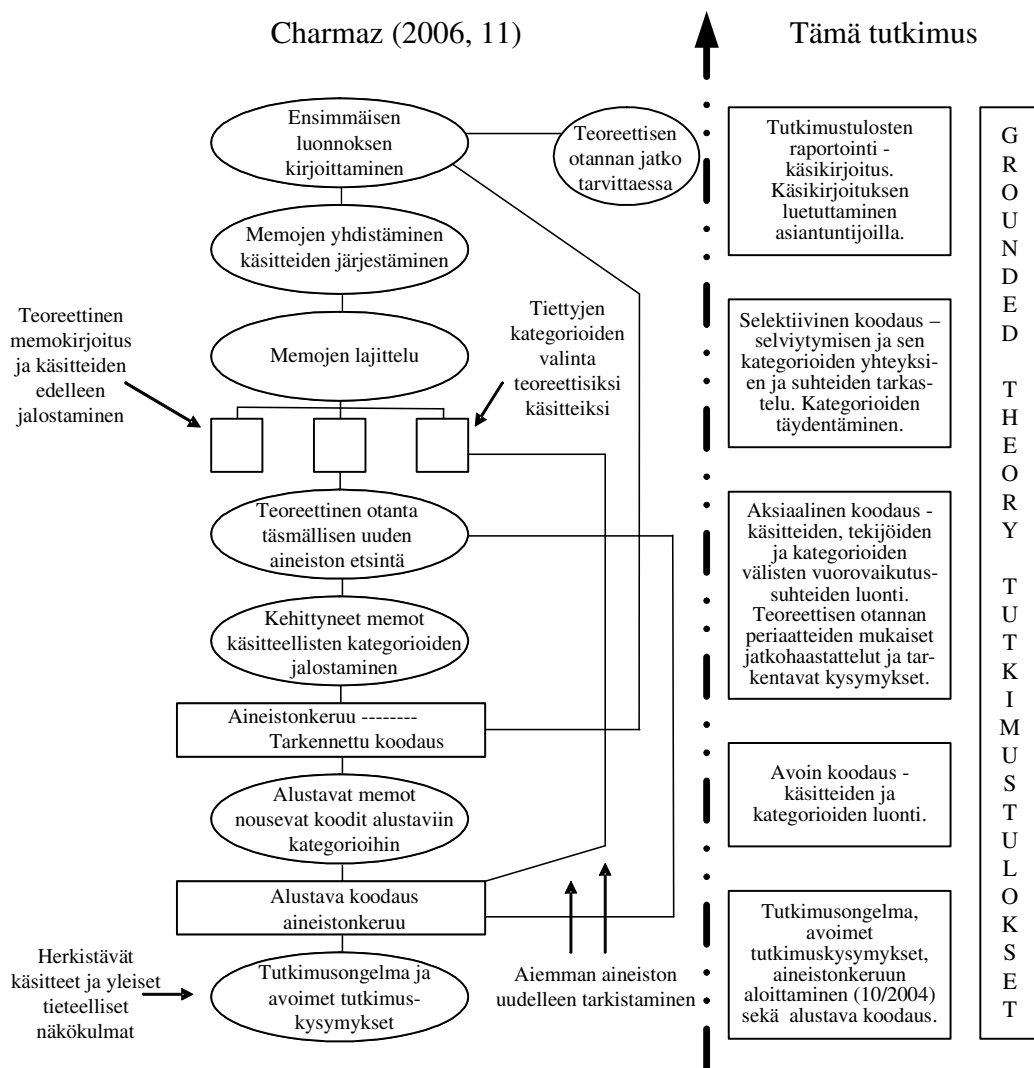 Charmaz (2006, 11)
Tämä tutkimus
Ensimmäisen
luonnoksen
kirjoittaminen
Teoreettisen
otannan jatko
tarvittaessa
Memojen yhdistäminen
käsitteiden järjestäminen
Teoreettinen
memokirjoitus
ja käsitteiden
edelleen
jalostaminen
Memojen lajittelu
Tiettyjen
kategorioiden
valinta
teoreettisiksi
käsitteiksi
Teoreettinen otanta
täsmällisen uuden
aineiston etsintä
Kehittyneet memot
käsitteellisten kategorioiden
jalostaminen
Aineistonkeruu --------
Tarkennettu koodaus
Alustavat memot
nousevat koodit alustaviin
kategorioihin
Alustava koodaus
aineistonkeruu
Herkistävät
käsitteet ja yleiset
tieteelliset
näkökulmat
Tutkimusongelma ja
avoimet tutkimus-
kysymykset
Aiemman aineiston
uudelleen tarkistaminen
Tutkimustulosten
raportointi -
käsikirjoitus.
Käsikirjoituksen
luetuttaminen
asiantuntijoilla.
Selektiivinen koodaus –
selviytymisen ja sen
kategorioiden yhteyksi-
en ja suhteiden tarkas-
telu. Kategorioiden
täydentäminen.
Aksiaalinen koodaus -
käsitteiden, tekijöiden
ja kategorioiden
välisten vuorovaikutus-
suhteiden luonti.
Teoreettisen otannan
periaatteiden mukaiset
jatkohaastattelut ja tar-
kentavat kysymykset.
Avoin koodaus -
käsitteiden ja
kategorioiden luonti.
Tutkimusongelma,
avoimet
tutkimuskysymykset,
aineistonkeruun
aloittaminen (10/2004)
sekä alustava koodaus.
GROUNDED THEORY TUTKIMUSTULOKSET